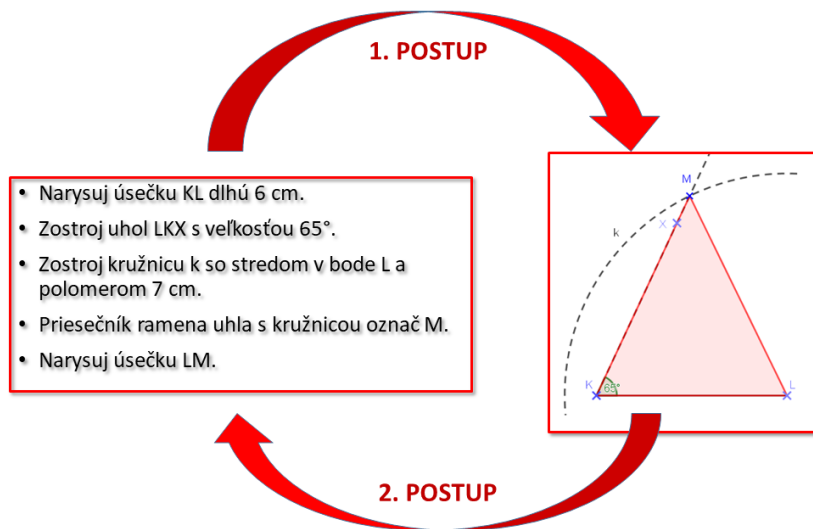 1. POSTUP
• Narysuj úsečku KL dlhú 6 cm.
• Zostroj uhol LKX s veľkosťou 65°.
• Zostroj kružnicu k so stredom v bode L a
polomerom 7 cm.
• Priesečník ramena uhla s kružnicou označ M.
• Narysuj úsečku LM.
M
X
k
K
65°
L
2. POSTUP